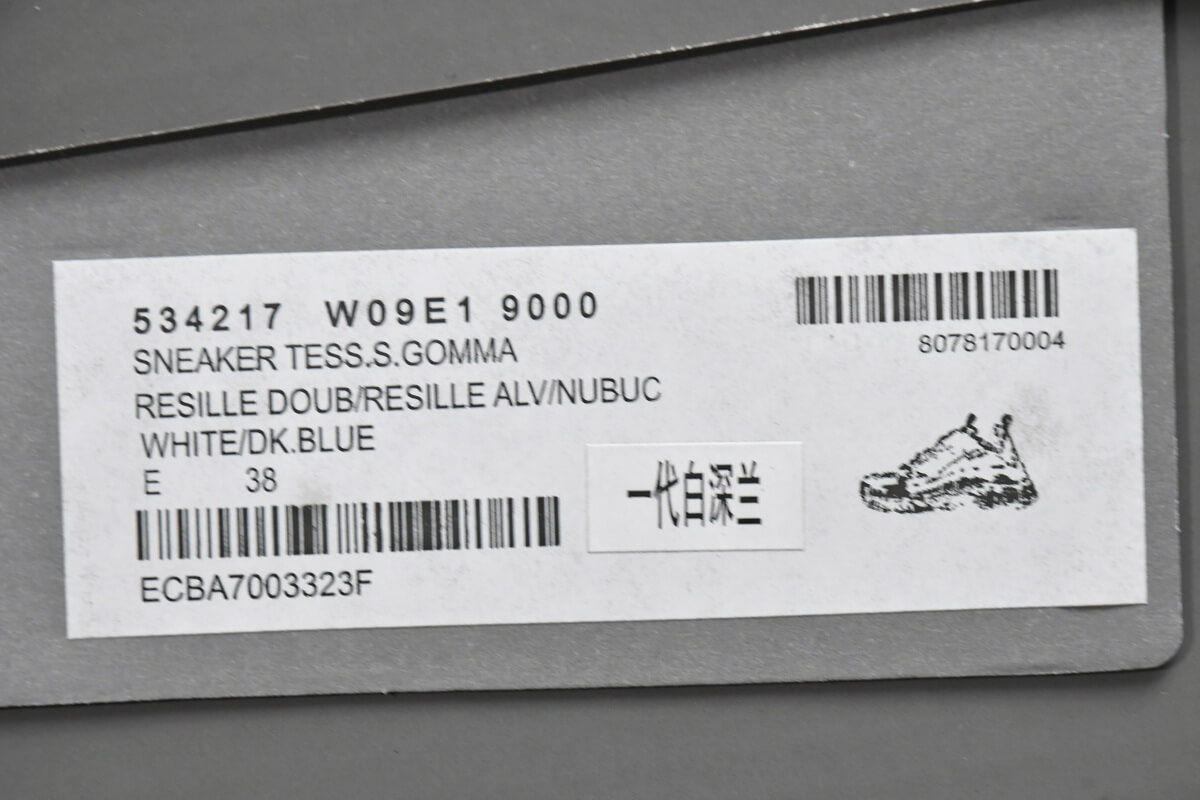 534217 W09E1 9000
SNEAKER TESS.S.GOMMA
RESILLE DOUB/RESILLE ALV/NUBUC
WHITE/DK.BLUE
E 38
ECBA7003323F
8078170004
一代白深兰